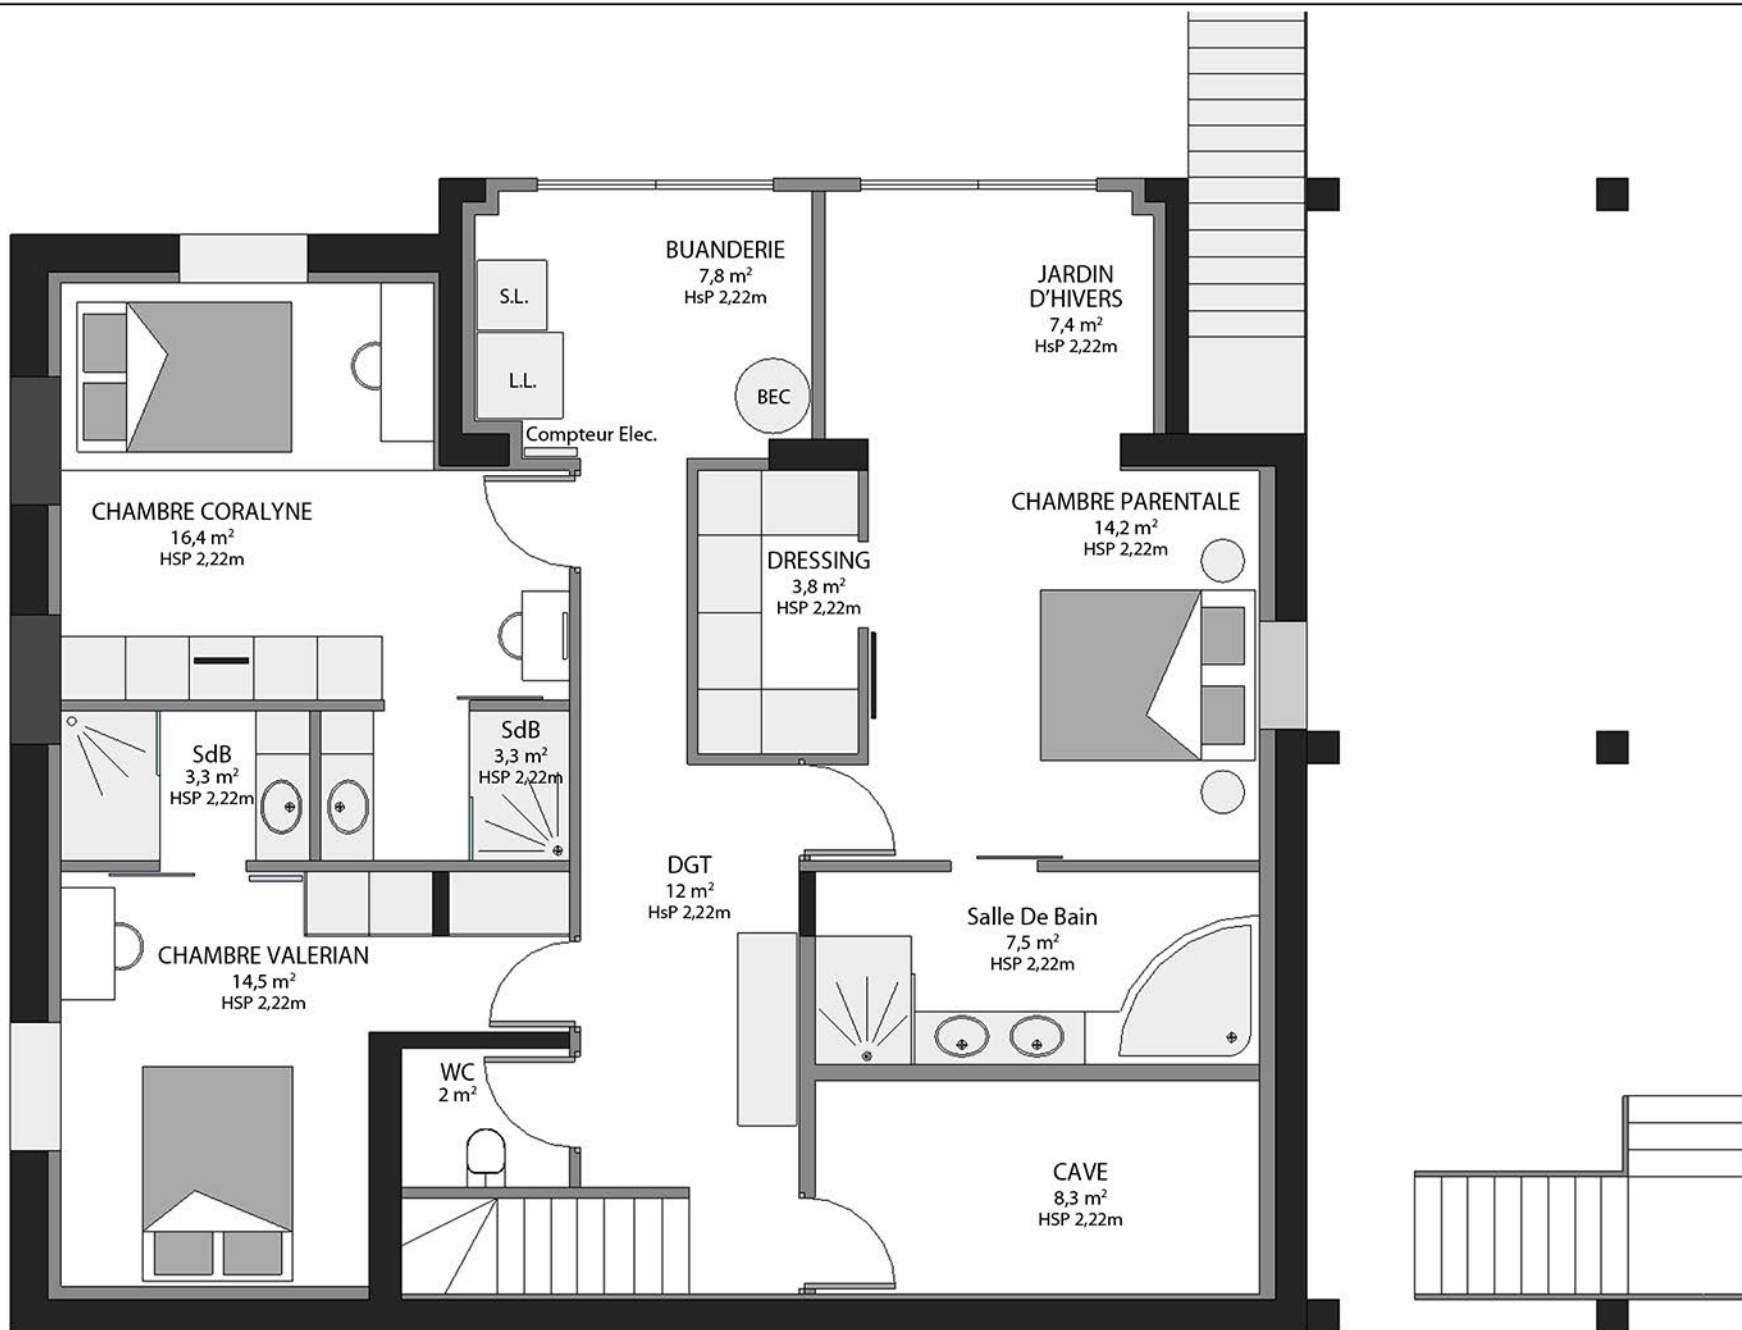 BUANDERIE
7,8 m²
HsP 2,22m
JARDIN
D'HIVERS
7,4 m²
HsP 2,22m
S.L.
L.L.
BEC
Compteur Elec.
CHAMBRE CORALYNE
16,4 m²
HSP 2,22m
CHAMBRE PARENTALE
14,2 m²
HSP 2,22m
DRESSING
3,8 m²
HSP 2,22m
SdB
3,3 m²
HSP 2,22m
SdB
3,3 m²
HSP 2,22m
DGT
12 m²
HsP 2,22m
Salle De Bain
7,5 m²
HSP 2,22m
CHAMBRE VALERIAN
14,5 m²
HSP 2,22m
WC
2 m²
CAVE
8,3 m²
HSP 2,22m